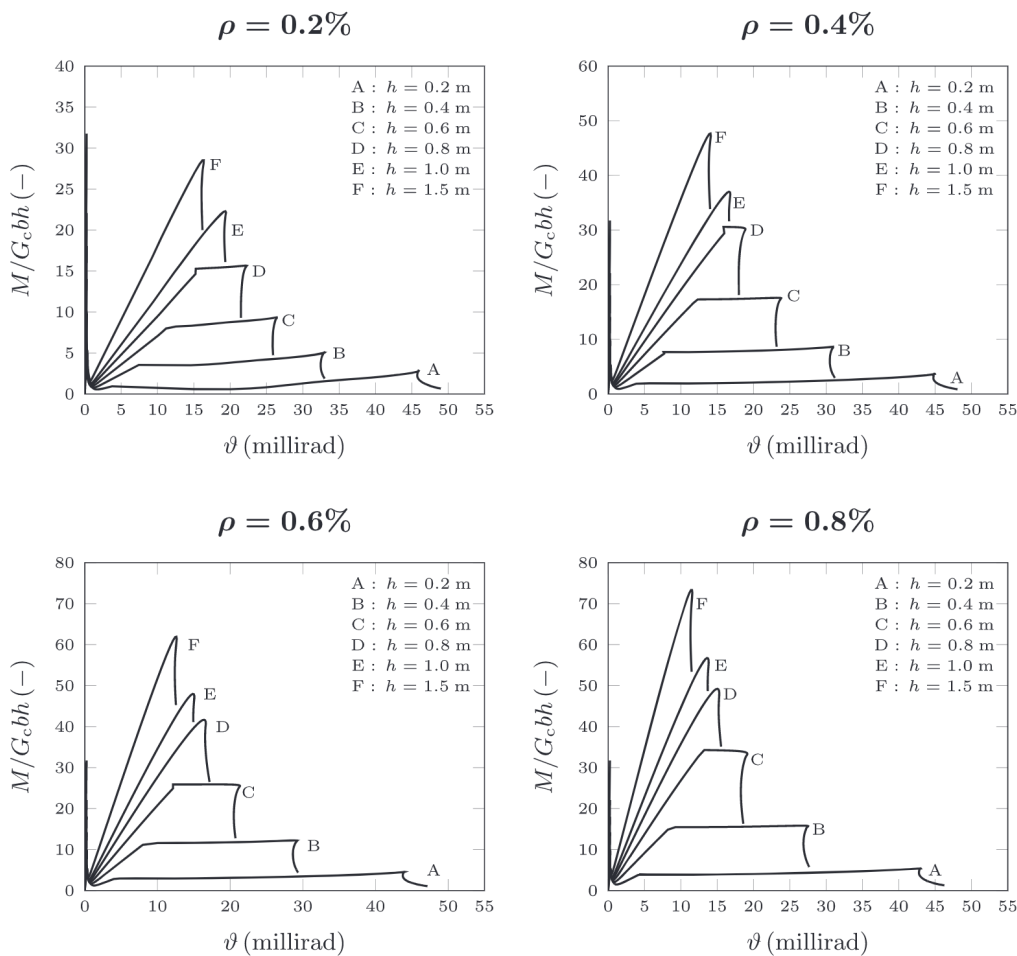 ρ = 0.2%
40
35
30
25
20
15
10
5
0
M/G_c bh (−)
A : h = 0.2 m
B : h = 0.4 m
C : h = 0.6 m
D : h = 0.8 m
E : h = 1.0 m
F : h = 1.5 m
F
E
D
C
B
A
0 5 10 15 20 25 30 35 40 45 50 55
ϑ (millirad)
ρ = 0.4%
60
50
40
30
20
10
0
M/G_c bh (−)
A : h = 0.2 m
B : h = 0.4 m
C : h = 0.6 m
D : h = 0.8 m
E : h = 1.0 m
F : h = 1.5 m
F
E
D
C
B
A
0 5 10 15 20 25 30 35 40 45 50 55
ϑ (millirad)
ρ = 0.6%
80
70
60
50
40
30
20
10
0
M/G_c bh (−)
A : h = 0.2 m
B : h = 0.4 m
C : h = 0.6 m
D : h = 0.8 m
E : h = 1.0 m
F : h = 1.5 m
F
E
D
C
B
A
0 10 20 30 40 50 55
ϑ (millirad)
ρ = 0.8%
80
70
60
50
40
30
20
10
0
M/G_c bh (−)
A : h = 0.2 m
B : h = 0.4 m
C : h = 0.6 m
D : h = 0.8 m
E : h = 1.0 m
F : h = 1.5 m
F
E
D
C
B
A
0 5 10 15 20 25 30 35 40 45 50 55
ϑ (millirad)